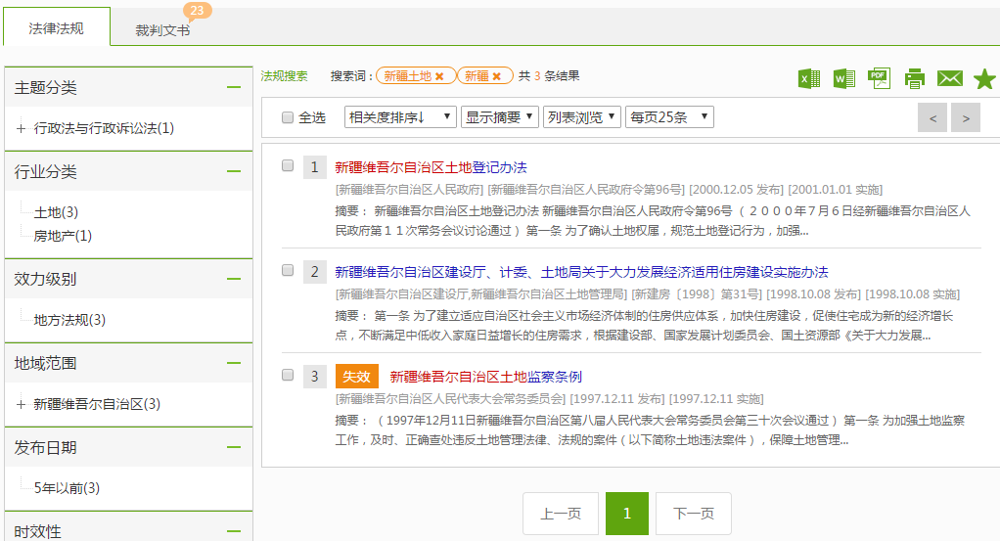 法律法规
裁判文书
23
主题分类
行政法与行政诉讼法(1)
行业分类
土地(3)
房地产(1)
效力级别
地方法规(3)
地域范围
新疆维吾尔自治区(3)
发布日期
5年以前(3)
时效性
法规搜索 搜索词：新疆土地 新疆 共 3 条结果
PDF
全选 相关度排序↓ 显示摘要 列表浏览 每页25条 < >
1 新疆维吾尔自治区土地登记办法
[新疆维吾尔自治区人民政府] [新疆维吾尔自治区人民政府令第96号] [2000.12.05 发布] [2001.01.01 实施]
摘要： 新疆维吾尔自治区土地登记办法 新疆维吾尔自治区人民政府令第96号（２０００年７月６日经新疆维吾尔自治区人
民政府第１１次常务会议讨论通过） 第一条 为了确认土地权属，规范土地登记行为，加强...
2 新疆维吾尔自治区建设厅、计委、土地局关于大力发展经济适用住房建设实施办法
[新疆维吾尔自治区建设厅,新疆维吾尔自治区土地管理局] [新建房〔1998〕第31号] [1998.10.08 发布] [1998.10.08 实施]
摘要： 第一条 为了建立适应自治区社会主义市场经济体制的住房供应体系，加快住房建设，促使住宅成为新的经济增长
点，不断满足中低收入家庭日益增长的住房需求，根据建设部、国家发展计划委员会、国土资源部《关于大力发展...
3 失效 新疆维吾尔自治区土地监察条例
[新疆维吾尔自治区人民代表大会常务委员会] [1997.12.11 发布] [1997.12.11 实施]
摘要：（1997年12月11日新疆维吾尔自治区第八届人民代表大会常务委员会第三十次会议通过） 第一条 为加强土地监察
工作，及时、正确查处违反土地管理法律、法规的案件（以下简称土地违法案件），保障土地管理...
上一页 1 下一页